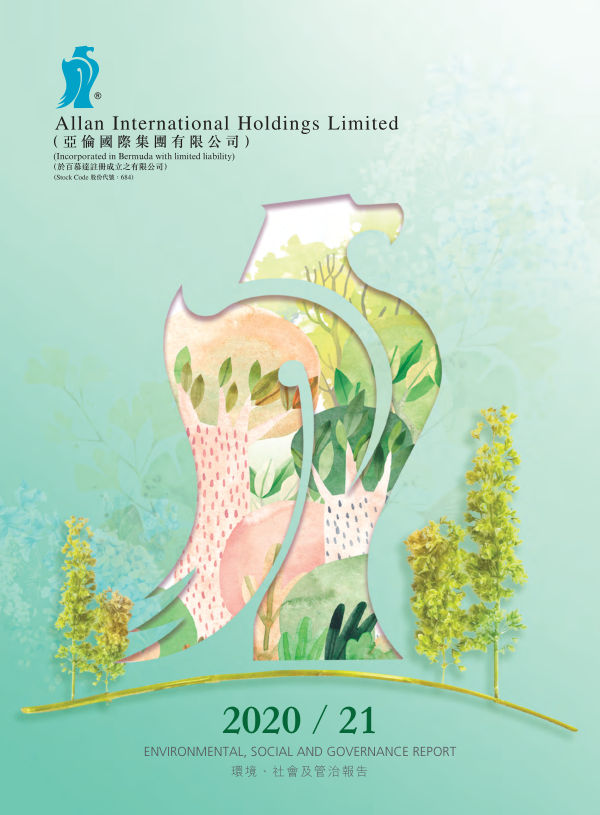 ®
Allan International Holdings Limited
(亞倫國際集團有限公司)
(Incorporated in Bermuda with limited liability)
(於百慕達註冊成立之有限公司)
(Stock Code 股份代號：684)
2020 / 21
ENVIRONMENTAL, SOCIAL AND GOVERNANCE REPORT
環境、社會及管治報告